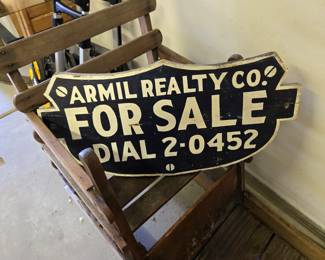 ARMIL REALTY CO.
FOR SALE
DIAL 2-0452